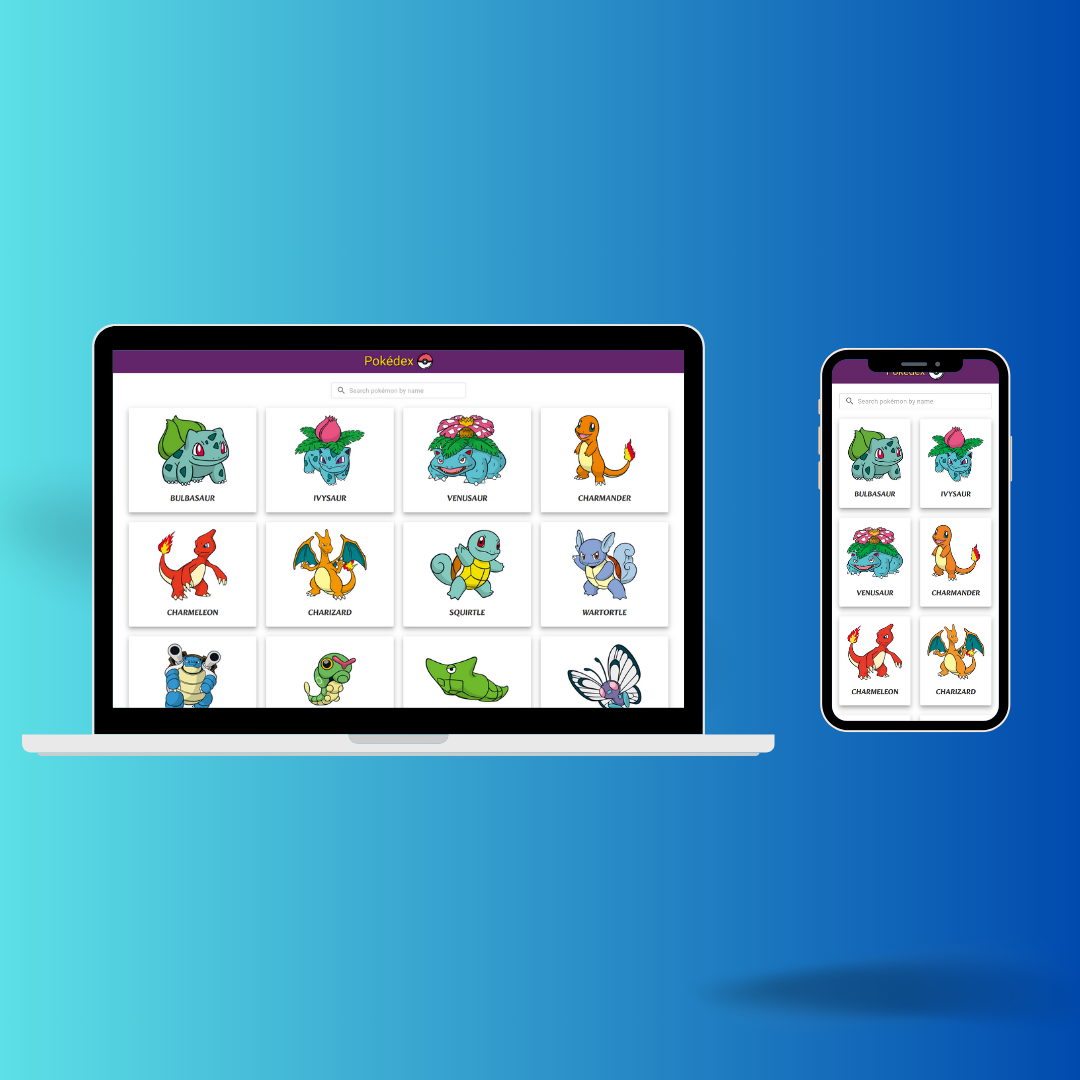 Pokédex
Search pokémon by name
BULBASAUR
IVYSAUR
VENUSAUR
CHARMANDER
CHARMELEON
CHARIZARD
SQUIRTLE
WARTORTLE
Pokédex
Search pokémon by name
BULBASAUR
IVYSAUR
VENUSAUR
CHARMANDER
CHARMELEON
CHARIZARD